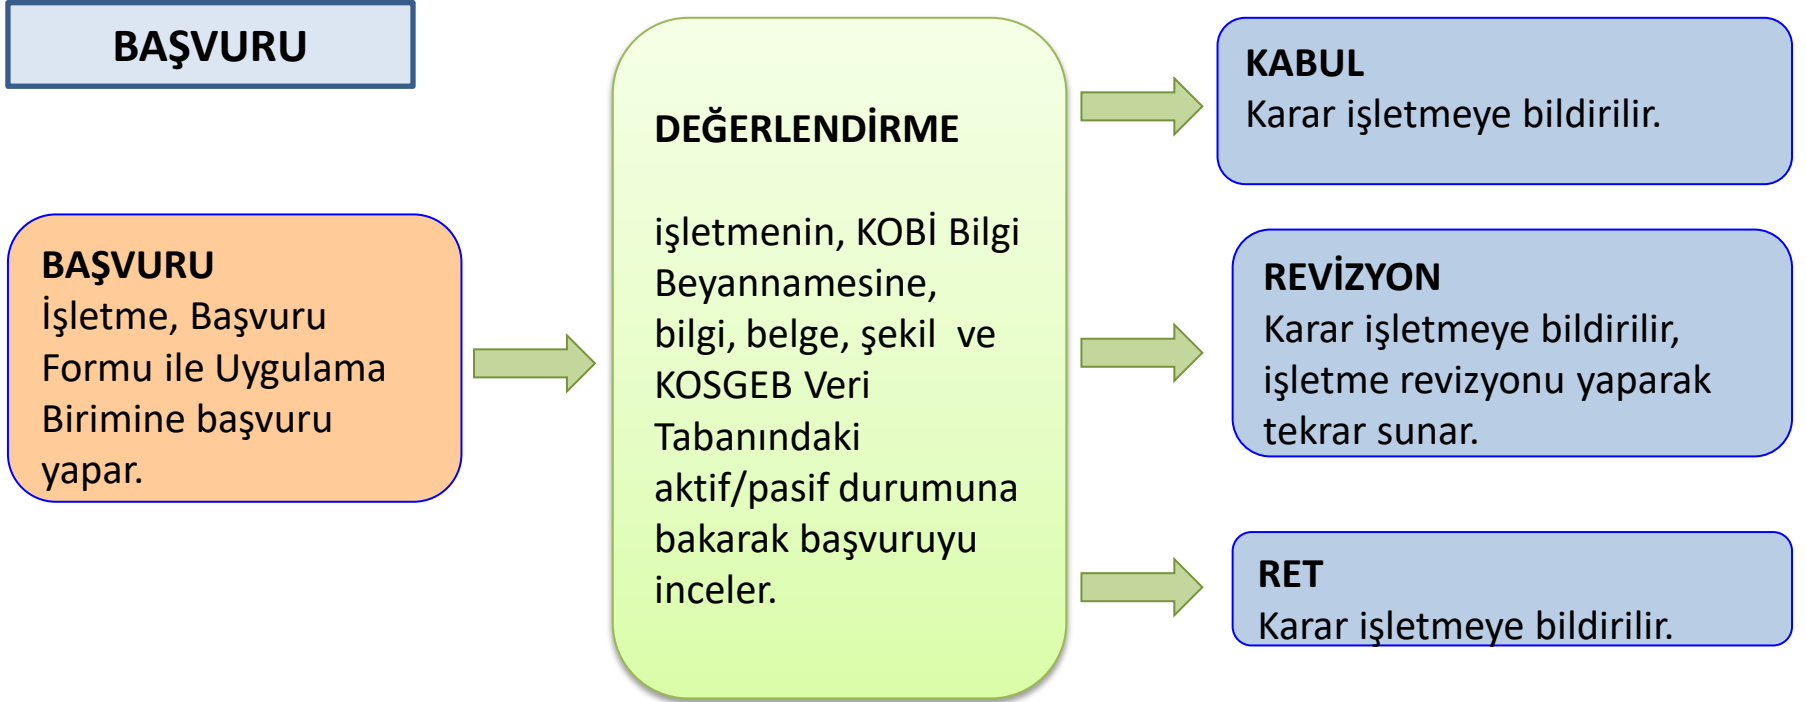 BAŞVURU
BAŞVURU
İşletme, Başvuru
Formu ile Uygulama
Birimine başvuru
yapar.
DEĞERLENDİRME
işletmenin, KOBİ Bilgi
Beyannamesine,
bilgi, belge, şekil  ve
KOSGEB Veri
Tabanındaki
aktif/pasif durumuna
bakarak başvuruyu
inceler.
KABUL
Karar işletmeye bildirilir.
REVİZYON
Karar işletmeye bildirilir,
işletme revizyonu yaparak
tekrar sunar.
RET
Karar işletmeye bildirilir.